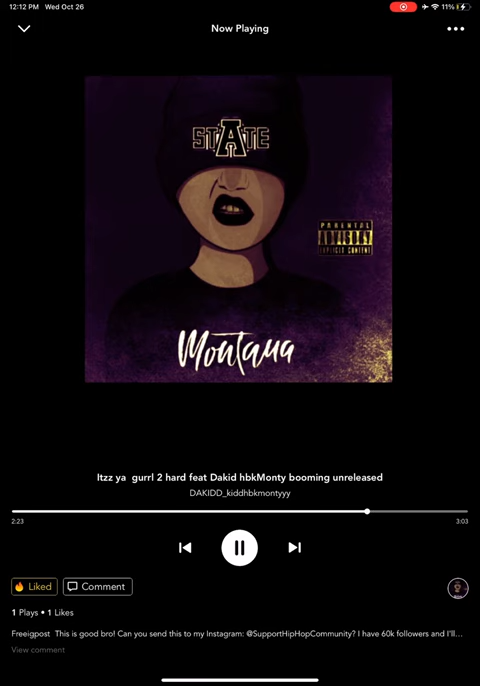 12:12 PM Wed Oct 26
11%
Now Playing
STATE
PARENTAL
ADVISORY
EXPLICIT CONTENT
Montana
Itzz ya gurrl 2 hard feat Dakid hbkMonty booming unreleased
DAKIDD_kiddhbkmontyyy
2:23
3:03
Liked
Comment
1 Plays • 1 Likes
Freeigpost This is good bro! Can you send this to my Instagram: @SupportHipHopCommunity? I have 60k followers and I'll...
View comment